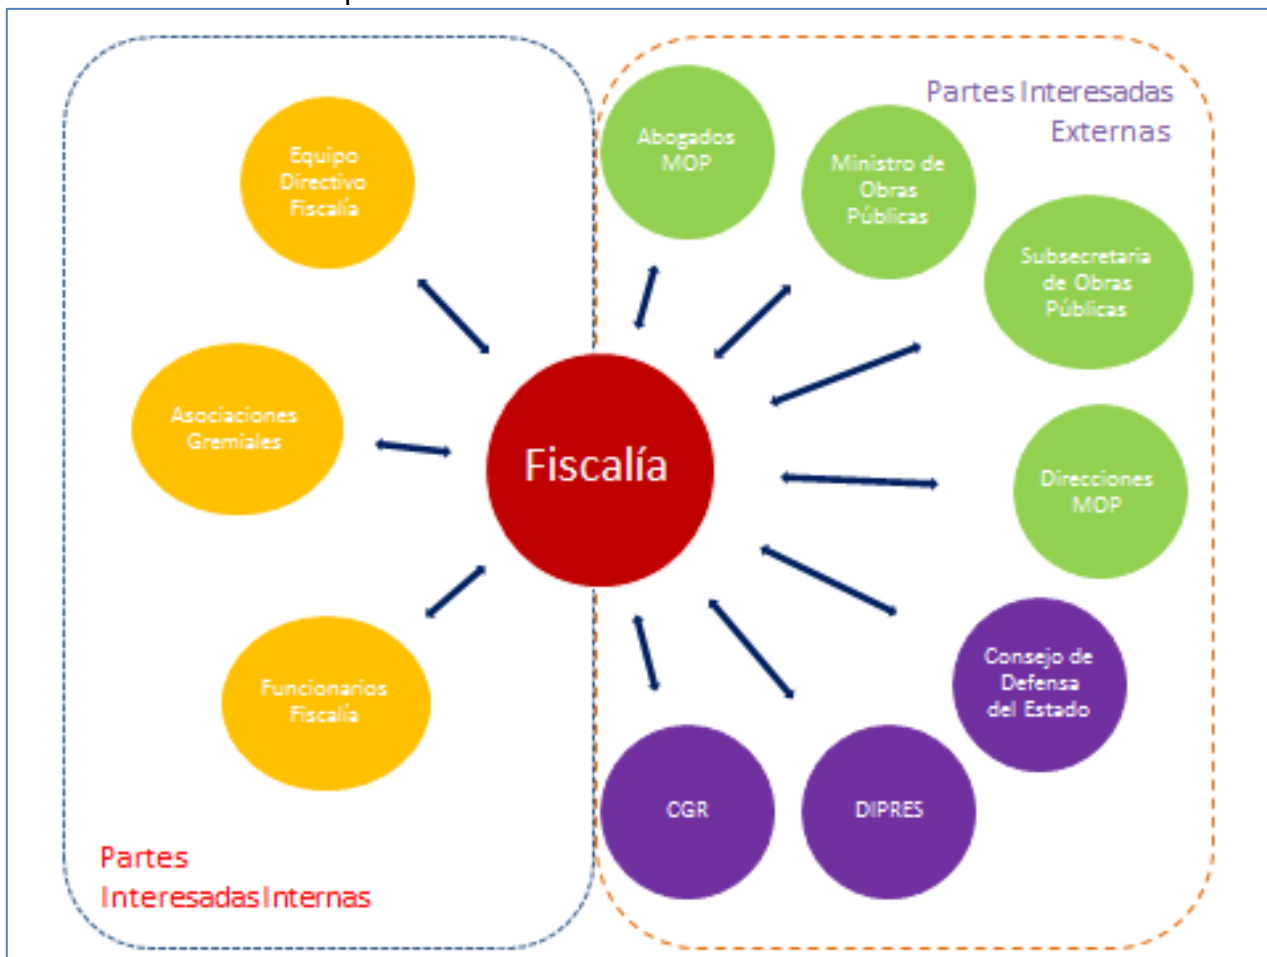 Partes Interesadas
Externas
Abogados
MOP
Ministro de
Obras
Públicas
Equipo
Directivo
Fiscalía
Subsecretaria
de Obras
Públicas
Asociaciones
Gremiales
Fiscalía
Direcciones
MOP
Funcionarios
Fiscalía
Consejo de
Defensa
del Estado
CGR
DIPRES
Partes
Interesadas Internas